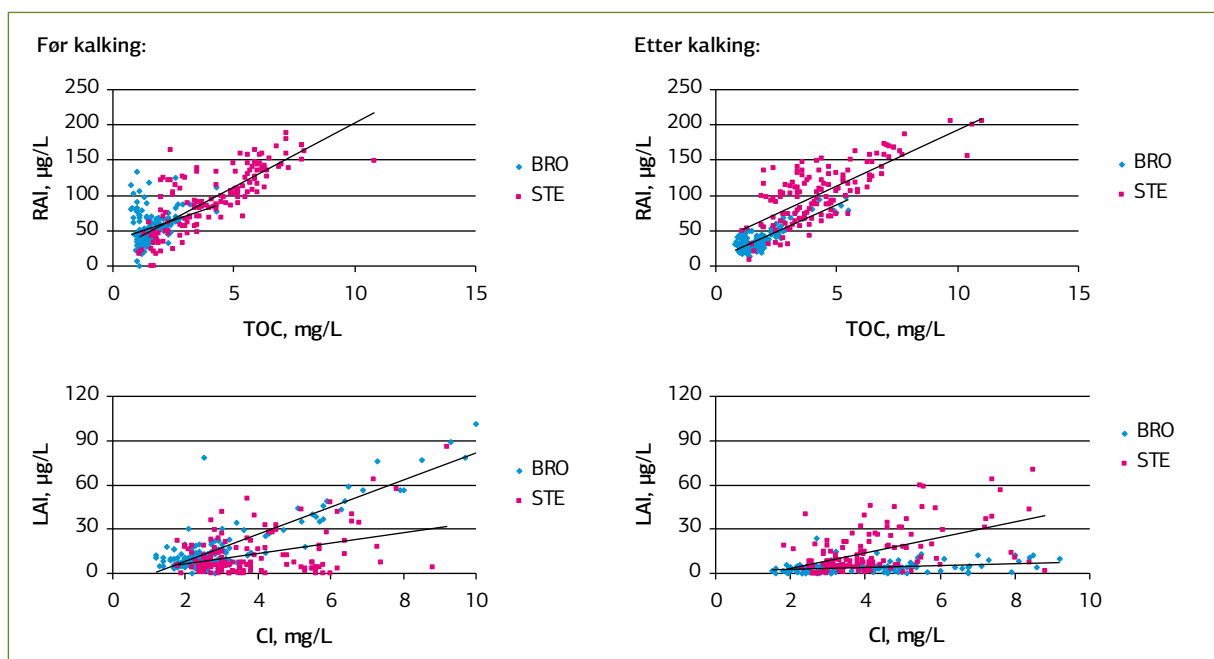 Før kalking:
RAl, µg/L
250
200
150
100
50
0
0 5 10 15
TOC, mg/L
BRO
STE
Etter kalking:
RAl, µg/L
250
200
150
100
50
0
0 5 10 15
TOC, mg/L
BRO
STE
LAl, µg/L
120
90
60
30
0
0 2 4 6 8 10
Cl, mg/L
BRO
STE
LAl, µg/L
120
90
60
30
0
0 2 4 6 8 10
Cl, mg/L
BRO
STE